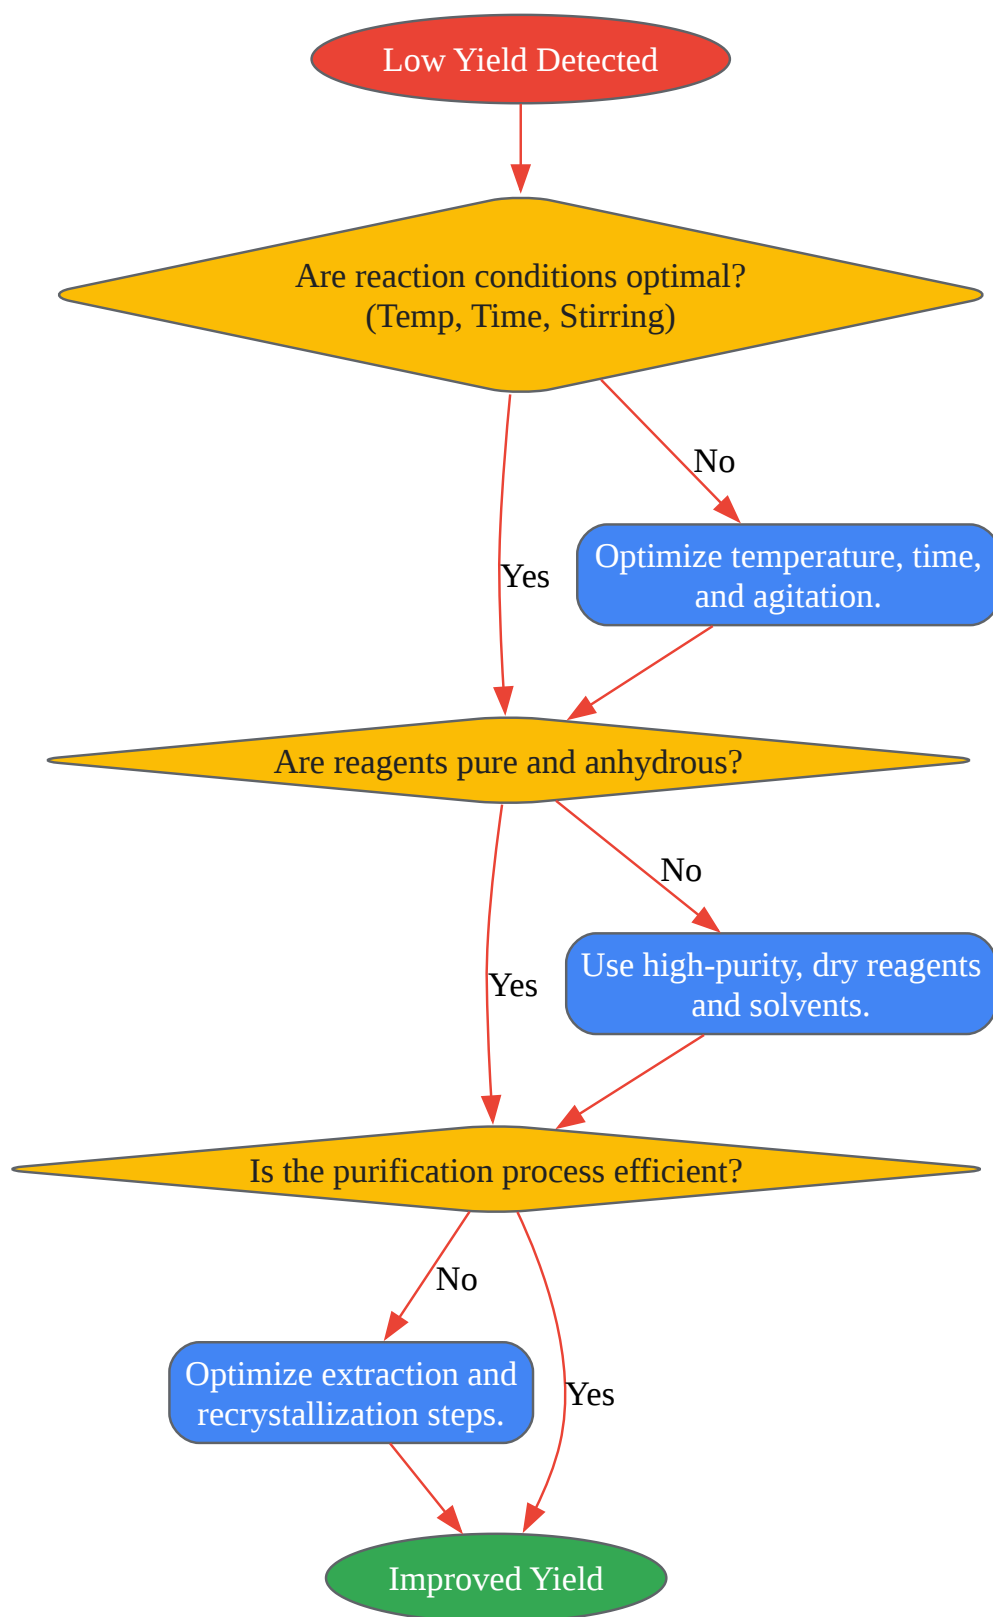 Low Yield Detected
Are reaction conditions optimal?
(Temp, Time, Stirring)
No
Optimize temperature, time,
and agitation.
Yes
Are reagents pure and anhydrous?
No
Use high-purity, dry reagents
and solvents.
Yes
Is the purification process efficient?
No
Optimize extraction and
recrystallization steps.
Yes
Improved Yield